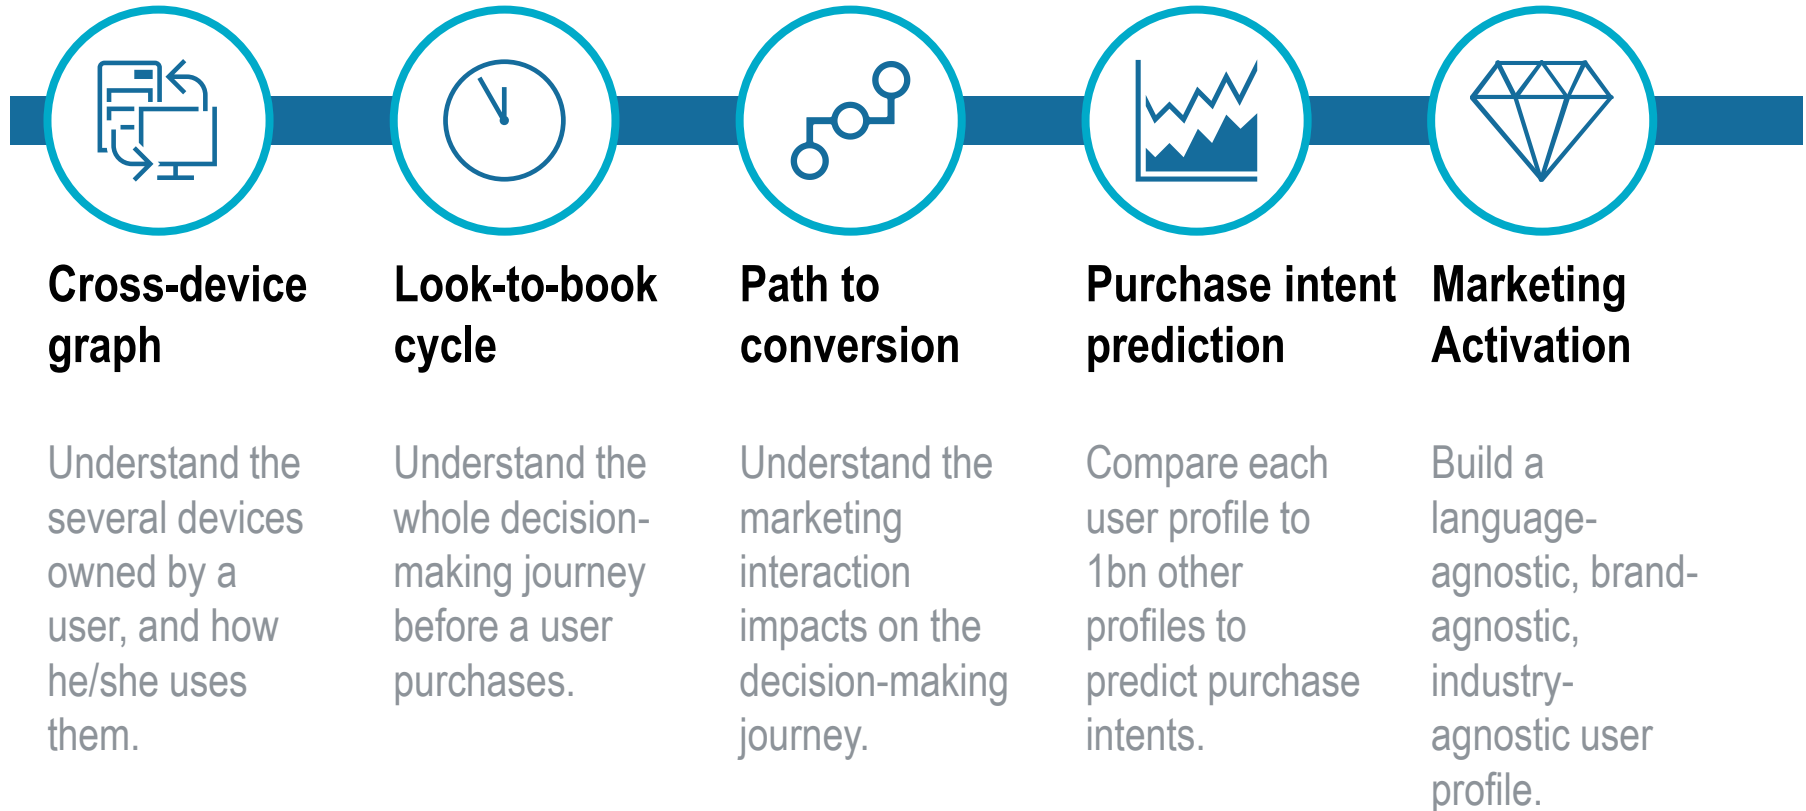 Cross-device
graph
Understand the
several devices
owned by a
user, and how
he/she uses
them.
Look-to-book
cycle
Understand the
whole decision-
making journey
before a user
purchases.
Path to
conversion
Understand the
marketing
interaction
impacts on the
decision-making
journey.
Purchase intent
prediction
Compare each
user profile to
1bn other
profiles to
predict purchase
intents.
Marketing
Activation
Build a
language-
agnostic, brand-
agnostic,
industry-
agnostic user
profile.